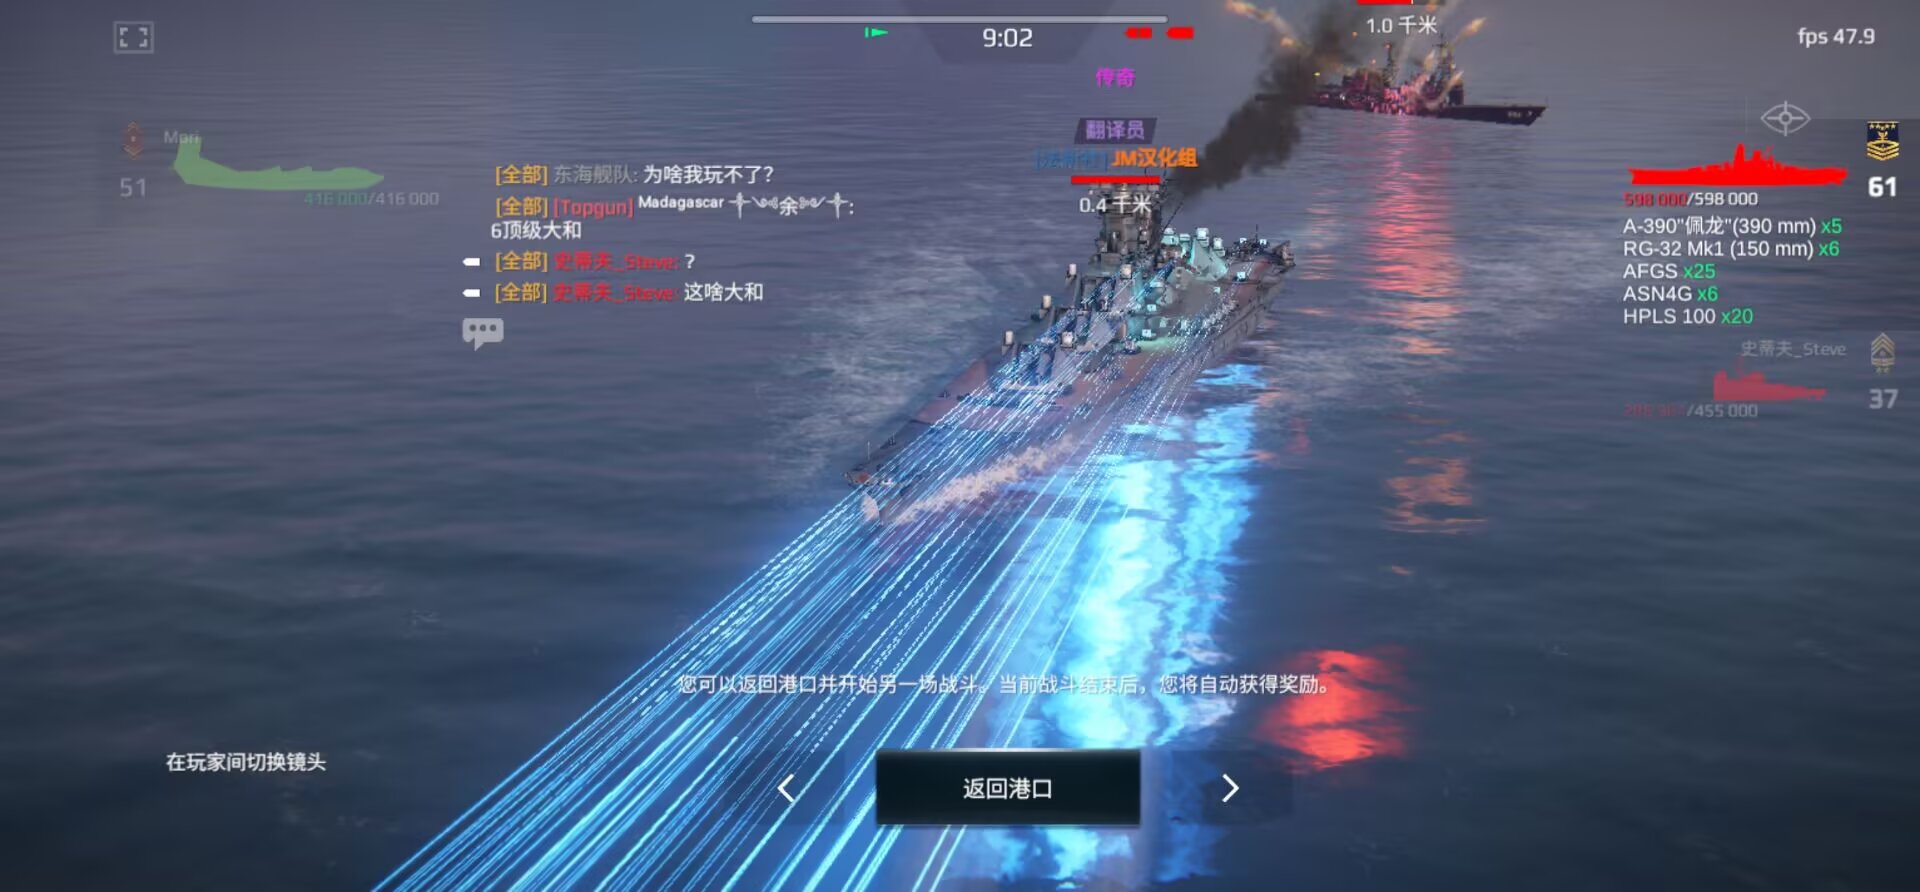 1.0 千米
9:02
fps 47.9
传奇
翻译员
JM汉化组
0.4 千米
Mori
51
416 000/416 000
[全部] 东海舰队: 为啥我玩不了?
[全部] [Topgun] Madagascar ༒༺余༻༒:
6顶级大和
[全部] 史蒂夫_Steve: ?
[全部] 史蒂夫_Steve: 这啥大和
61
598 000/598 000
A-390"佩龙"(390 mm) x5
RG-32 Mk1 (150 mm) x6
AFGS x25
ASN4G x6
HPLS 100 x20
史蒂夫_Steve
37
/455 000
您可以返回港口并开始另一场战斗。当前战斗结束后，您将自动获得奖励。
在玩家间切换镜头
返回港口